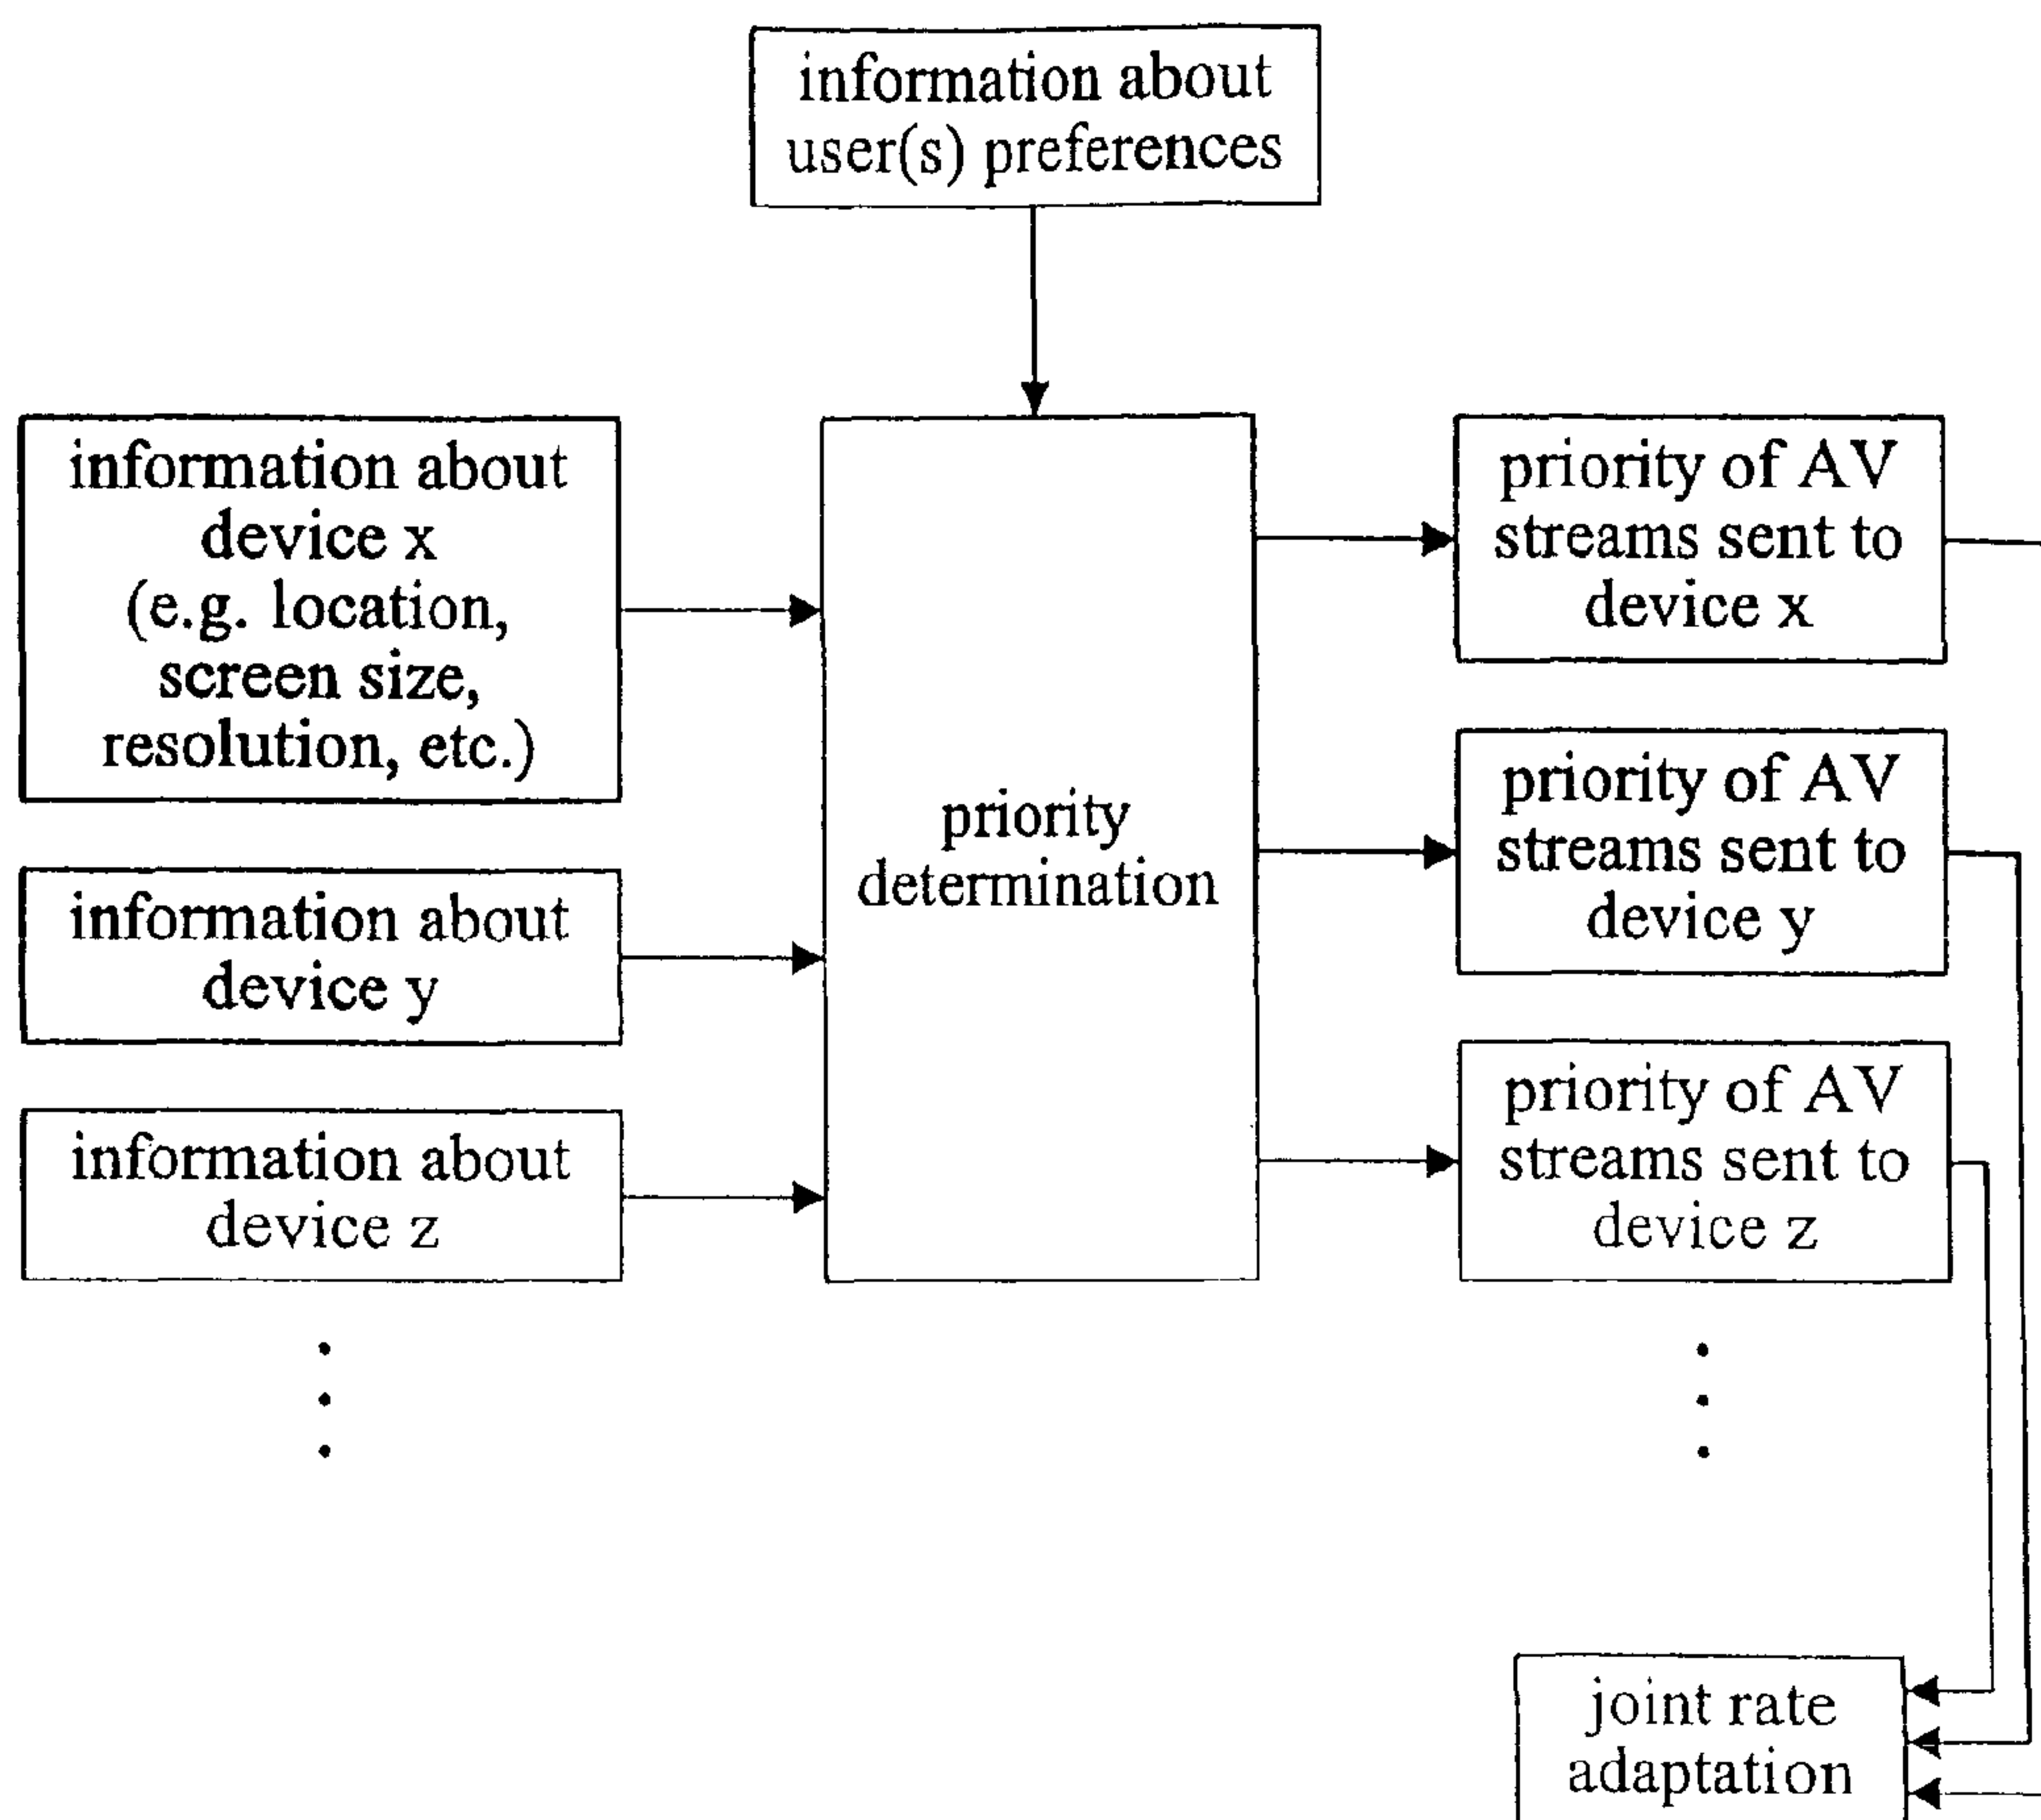 information about
user(s) preferences
information about
device x
(e.g. location,
screen size,
resolution, etc.)
information about
device y
information about
device z
priority
determination
priority of AV
streams sent to
device x
priority of AV
streams sent to
device y
priority of AV
streams sent to
device z
joint rate
adaptation